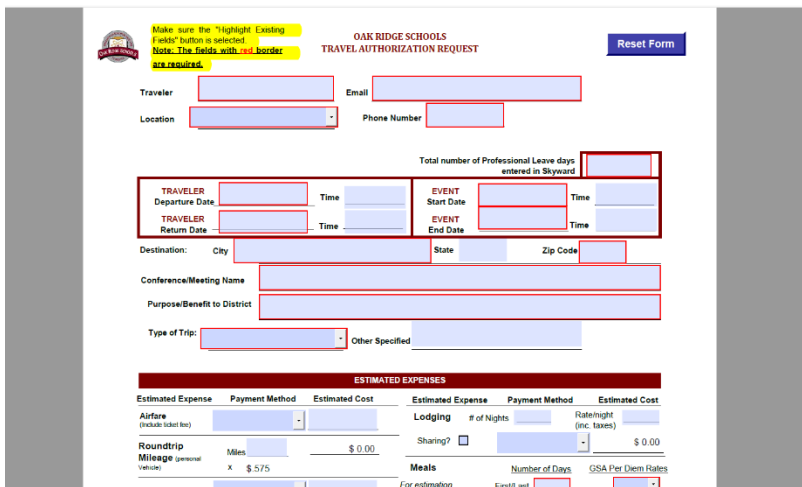 Make sure the "Highlight Existing
Fields" button is selected.
Note: The fields with red border
are required.
OAK RIDGE SCHOOLS
TRAVEL AUTHORIZATION REQUEST
Reset Form
OAK RIDGE SCHOOLS
Traveler
Email
Location
Phone Number
Total number of Professional Leave days
entered in Skyward
TRAVELER
Departure Date
Time
EVENT
Start Date
Time
TRAVELER
Return Date
Time
EVENT
End Date
Time
Destination: City
State
Zip Code
Conference/Meeting Name
Purpose/Benefit to District
Type of Trip:
Other Specified
ESTIMATED EXPENSES
Estimated Expense Payment Method Estimated Cost
Estimated Expense Payment Method Estimated Cost
Airfare
(Include ticket fee)
Lodging # of Nights
Rate/night
(inc. taxes)
Sharing?
$ 0.00
Roundtrip
Mileage (personal
Vehicle)
Miles
$ 0.00
X $.575
Meals
Number of Days
GSA Per Diem Rates
For estimation
First/Last